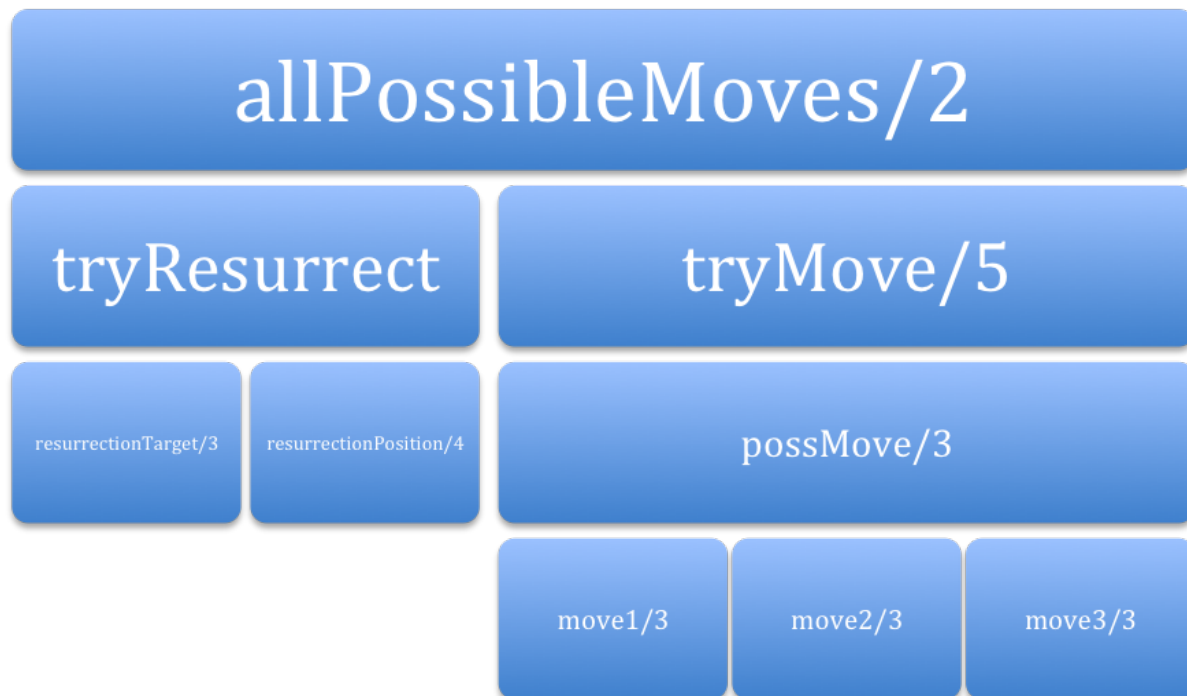 allPossibleMoves/2
tryResurrect
tryMove/5
resurrectionTarget/3
resurrectionPosition/4
possMove/3
move1/3
move2/3
move3/3